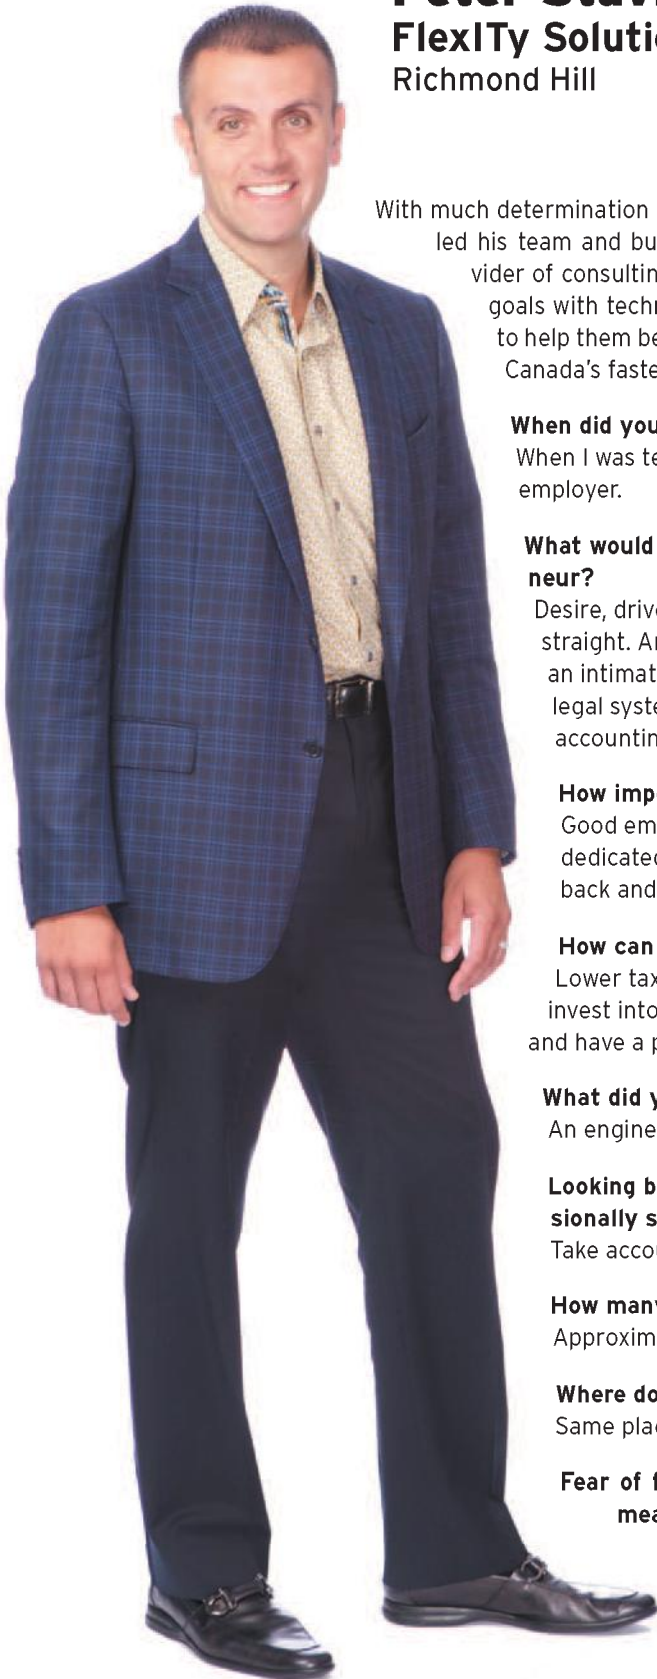 FlexITy Soluti
Richmond Hill
With much determination
led his team and bu
vider of consultin
goals with techn
to help them be
Canada's faste
When did you
When I was te
employer.
What would
neur?
Desire, driv
straight. An
an intimat
legal syste
accountin
How imp
Good em
dedicated
back and
How can
Lower tax
invest into
and have a p
What did y
An engine
Looking b
sionally s
Take accou
How many
Approxim
Where do
Same plac
Fear of f
mea